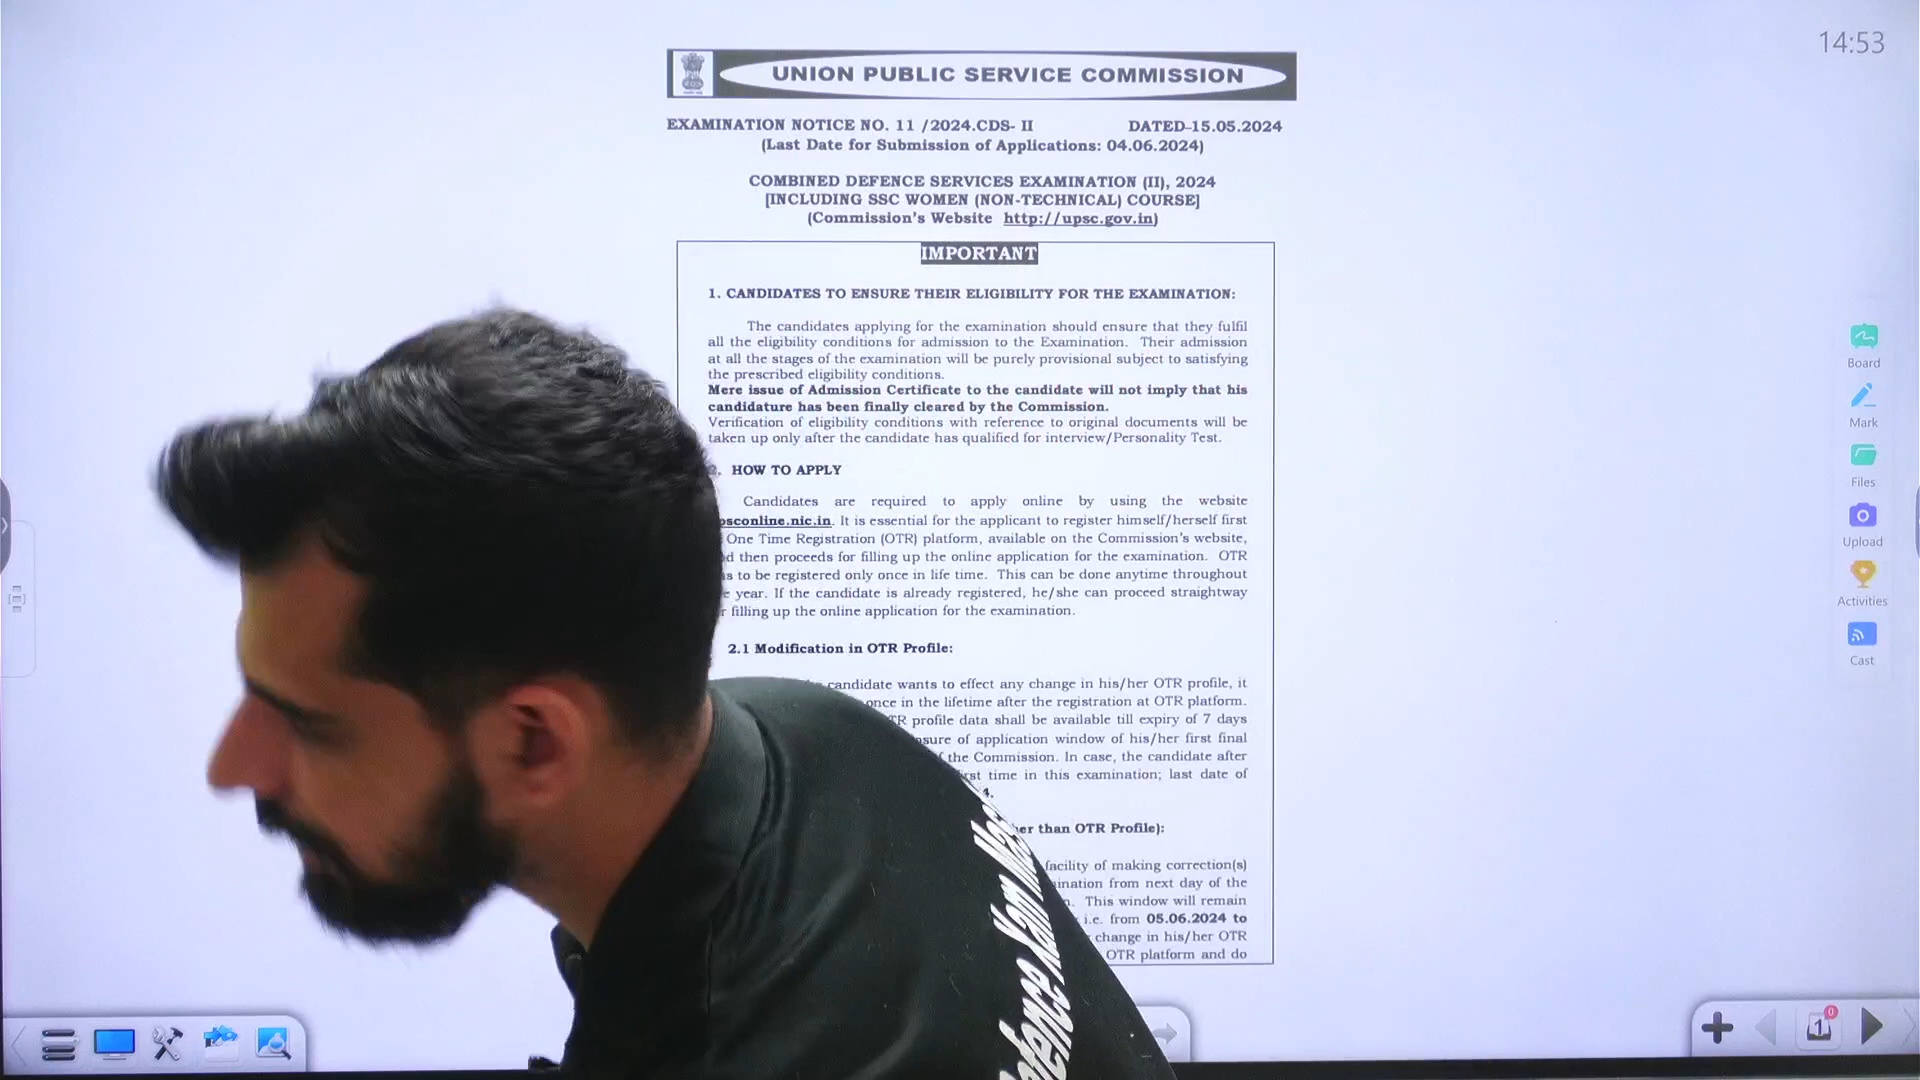 14:53
UNION PUBLIC SERVICE COMMISSION
EXAMINATION NOTICE NO. 11 /2024.CDS- II DATED-15.05.2024
(Last Date for Submission of Applications: 04.06.2024)
COMBINED DEFENCE SERVICES EXAMINATION (II), 2024
[INCLUDING SSC WOMEN (NON-TECHNICAL) COURSE]
(Commission's Website http://upsc.gov.in)
IMPORTANT
1. CANDIDATES TO ENSURE THEIR ELIGIBILITY FOR THE EXAMINATION:
The candidates applying for the examination should ensure that they fulfil
all the eligibility conditions for admission to the Examination. Their admission
at all the stages of the examination will be purely provisional subject to satisfying
the prescribed eligibility conditions.
Mere issue of Admission Certificate to the candidate will not imply that his
candidature has been finally cleared by the Commission.
Verification of eligibility conditions with reference to original documents will be
taken up only after the candidate has qualified for interview/Personality Test.
HOW TO APPLY
Candidates are required to apply online by using the website
psconline.nic.in. It is essential for the applicant to register himself/herself first
One Time Registration (OTR) platform, available on the Commission's website,
then proceeds for filling up the online application for the examination. OTR
to be registered only once in life time. This can be done anytime throughout
year. If the candidate is already registered, he/she can proceed straightway
filling up the online application for the examination.
2.1 Modification in OTR Profile:
candidate wants to effect any change in his/her OTR profile, it
once in the lifetime after the registration at OTR platform.
profile data shall be available till expiry of 7 days
of application window of his/her first final
the Commission. In case, the candidate after
time in this examination; last date of
4.
than OTR Profile):
facility of making correction(s)
from next day of the
This window will remain
i.e. from 05.06.2024 to
change in his/her OTR
OTR platform and do
Board
Mark
Files
Upload
Activities
Cast
Defence Kam
1
0